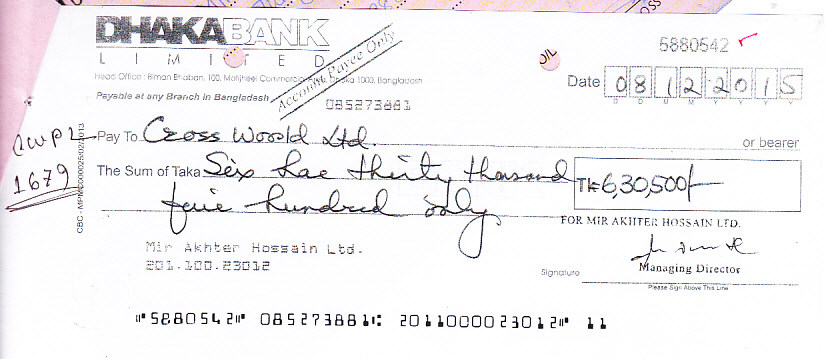 DHAKA BANK
LIMITED
5880542
Head Office : Biman Bhaban, 100, Motijheel Commercial Dhaka 1000, Bangladesh
Account Payee Only
Date 08122015
D D M M Y Y Y Y
Payable at any Branch in Bangladesh
085273881
Pay To Cross Woorld Ltd. or bearer
1679
The Sum of Taka Six lac thirty thousand
TK= 6,30,500/-
five hundred only
FOR MIR AKHTER HOSSAIN LTD.
Mir Akhter Hossain Ltd.
201.100.23012
Signature
Managing Director
Please Sign Above This Line
⑈5880542⑈ 085273881⑆ 2011000023012⑈ 11